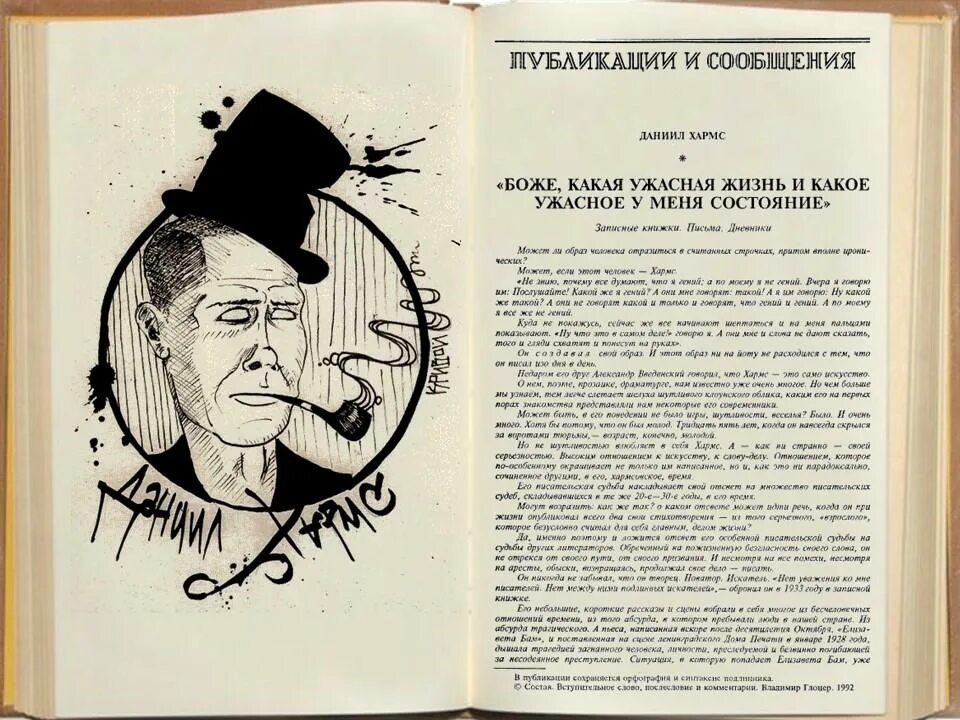 ДАНИИЛ ХАРМС
ПУБЛИКАЦИИ И СООБЩЕНИЯ
ДАНИИЛ ХАРМС
*
«БОЖЕ, КАКАЯ УЖАСНАЯ ЖИЗНЬ И КАКОЕ
УЖАСНОЕ У МЕНЯ СОСТОЯНИЕ»
Записные книжки. Письма. Дневники
Может ли образ человека отразиться в считанных строчках, притом вполне ирони-
ческих?
Может, если этот человек — Хармс.
«Не знаю, почему все думают, что я гений; а по моему я не гений. Вчера я говорю
им: Послушайте! Какой же я гений? А они мне говорят: такой! А я им говорю: Ну какой
же такой? А они не говорят какой и только и говорят, что гений и гений. А по моему
я все же не гений.
Куда не покажусь, сейчас же все начинают шептаться и на меня пальцами
показывают. «Ну что это в самом деле!» говорю я. А они мне и слова не дают сказать,
того и гляди схватят и понесут на руках».
Он создавал свой образ. И этот образ ни на йоту не расходился с тем, что
он писал изо дня в день.
Недаром его друг Александр Введенский говорил, что Хармс — это само искусство.
О нем, поэте, прозаике, драматурге, нам известно уже очень многое. Но чем больше
мы узнаем, тем легче слетает шелуха шутливого клоунского облика, каким его на первых
порах знакомства представляли нам некоторые его современники.
Может быть, в его поведении не было игры, шутливости, веселья? Было. И очень
много. Хотя бы потому, что он был молод. Тридцать пять лет, когда он навсегда скрылся
за воротами тюрьмы,— возраст, конечно, молодой.
Но не шутливостью влюбляет в себя Хармс. А — как ни странно — своей
серьезностью. Высоким отношением к искусству, к слову-делу. Отношением, которое
по-особенному окрашивает не только им написанное, но и, как это ни парадоксально,
сочиненное другими, в его, хармсовское, время.
Его писательская судьба накладывает свой отсвет на множество писательских
судеб, складывавшихся в те же 20-е—30-е годы, в его время.
Могут возразить: как же так? о каком отсвете может идти речь, когда он при
жизни опубликовал всего два свои стихотворения — из того серьезного, «взрослого»,
которое безусловно считал для себя главным, делом жизни?
Да, именно поэтому и ложится отсвет его особенной писательской судьбы на
судьбы других литераторов. Обреченный на пожизненную безгласность своего слова, он
не отрекся от своего пути, от своего призвания. И несмотря на все помехи, несмотря
на аресты, обыски, возвращаясь, продолжал свое дело — писать.
Он никогда не забывал, что он творец. Новатор. Искатель. «Нет уважения ко мне
писателей. Нет между ними подлинных искателей»,— обронил он в 1933 году в записной
книжке.
Его небольшие, короткие рассказы и сцены вобрали в себя многое из бесчеловечных
отношений времени, из того абсурда, в котором пребывали люди в нашей стране. Из
абсурда трагического. А пьеса, написанная вскоре после десятилетия Октября, «Елиза-
вета Бам», и поставленная на сцене ленинградского Дома Печати в январе 1928 года,
дышала трагедией загнанного человека, личности, преследуемой и безвинно погибающей
за несодеянное преступление. Ситуация, в которую попадает Елизавета Бам, уже
В публикации сохраняется орфография и синтаксис подлинника.
© Состав. Вступительное слово, послесловие и комментарии. Владимир Глоцер. 1992